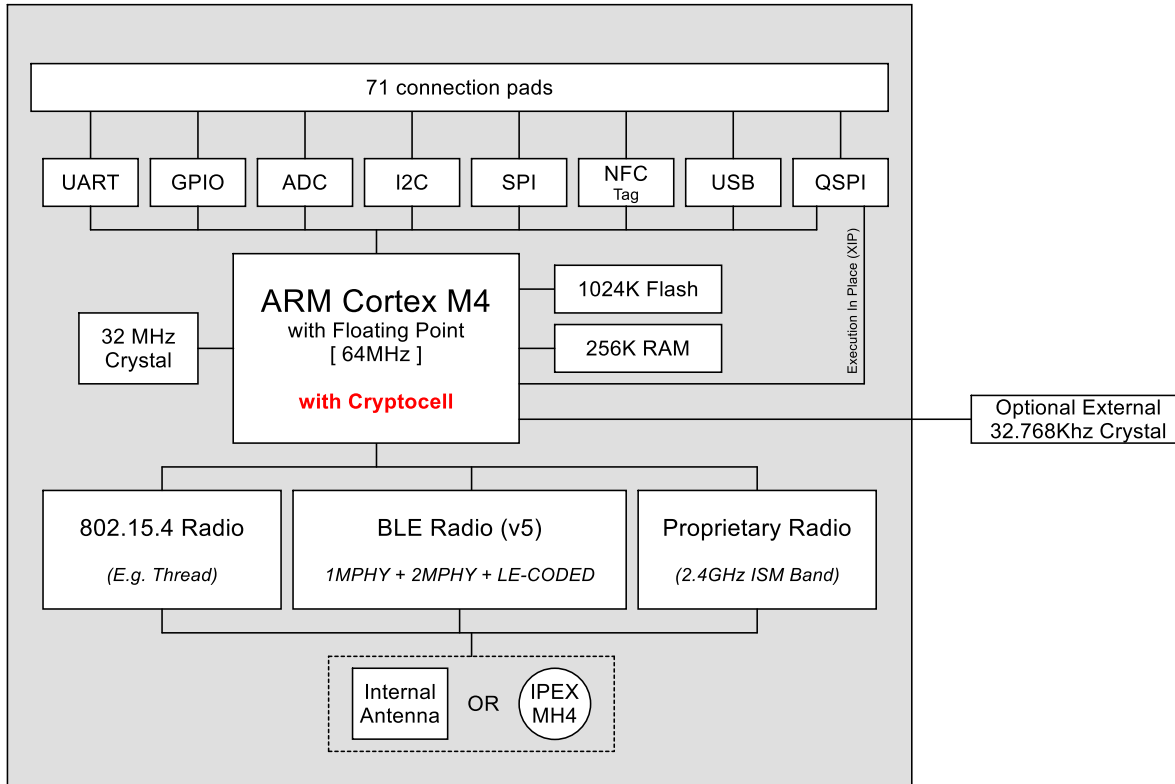 71 connection pads
UART
GPIO
ADC
I2C
SPI
NFC
Tag
USB
QSPI
Execution In Place (XIP)
ARM Cortex M4
with Floating Point
[ 64MHz ]
with Cryptocell
32 MHz
Crystal
1024K Flash
256K RAM
Optional External
32.768Khz Crystal
802.15.4 Radio
(E.g. Thread)
BLE Radio (v5)
1MPHY + 2MPHY + LE-CODED
Proprietary Radio
(2.4GHz ISM Band)
Internal
Antenna
OR
IPEX
MH4